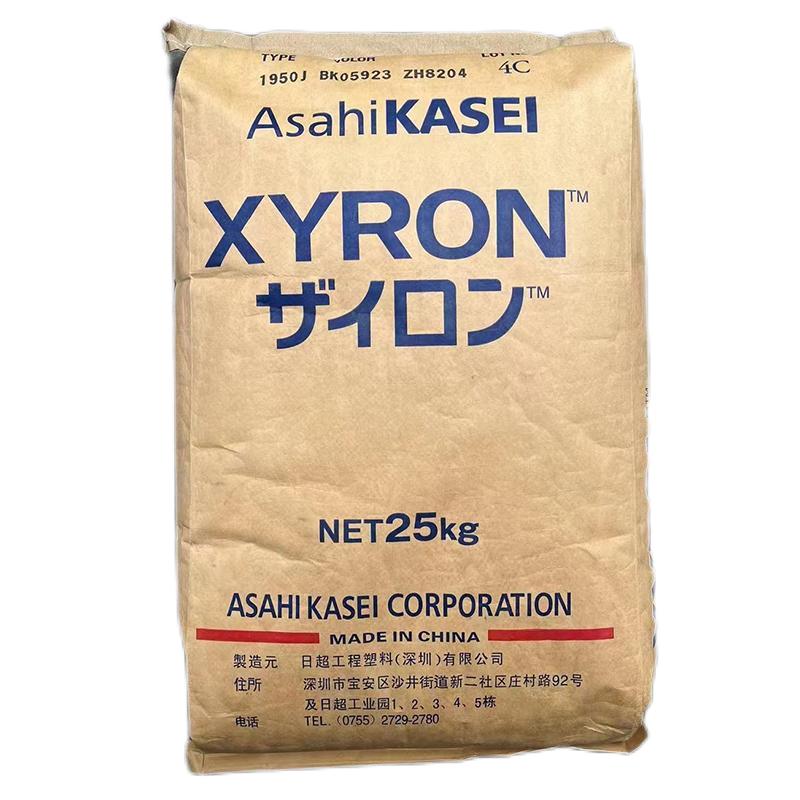 TYPE COLOR LOT
1950J BK05923 ZH8204 4C
AsahiKASEI
XYRON™
ザイロン™
NET25kg
ASAHI KASEI CORPORATION
MADE IN CHINA
製造元 日超工程塑料(深圳)有限公司
住所 深圳市宝安区沙井街道新二社区庄村路92号
及日超工业园1、2、3、4、5栋
电话 TEL.(0755)2729-2780